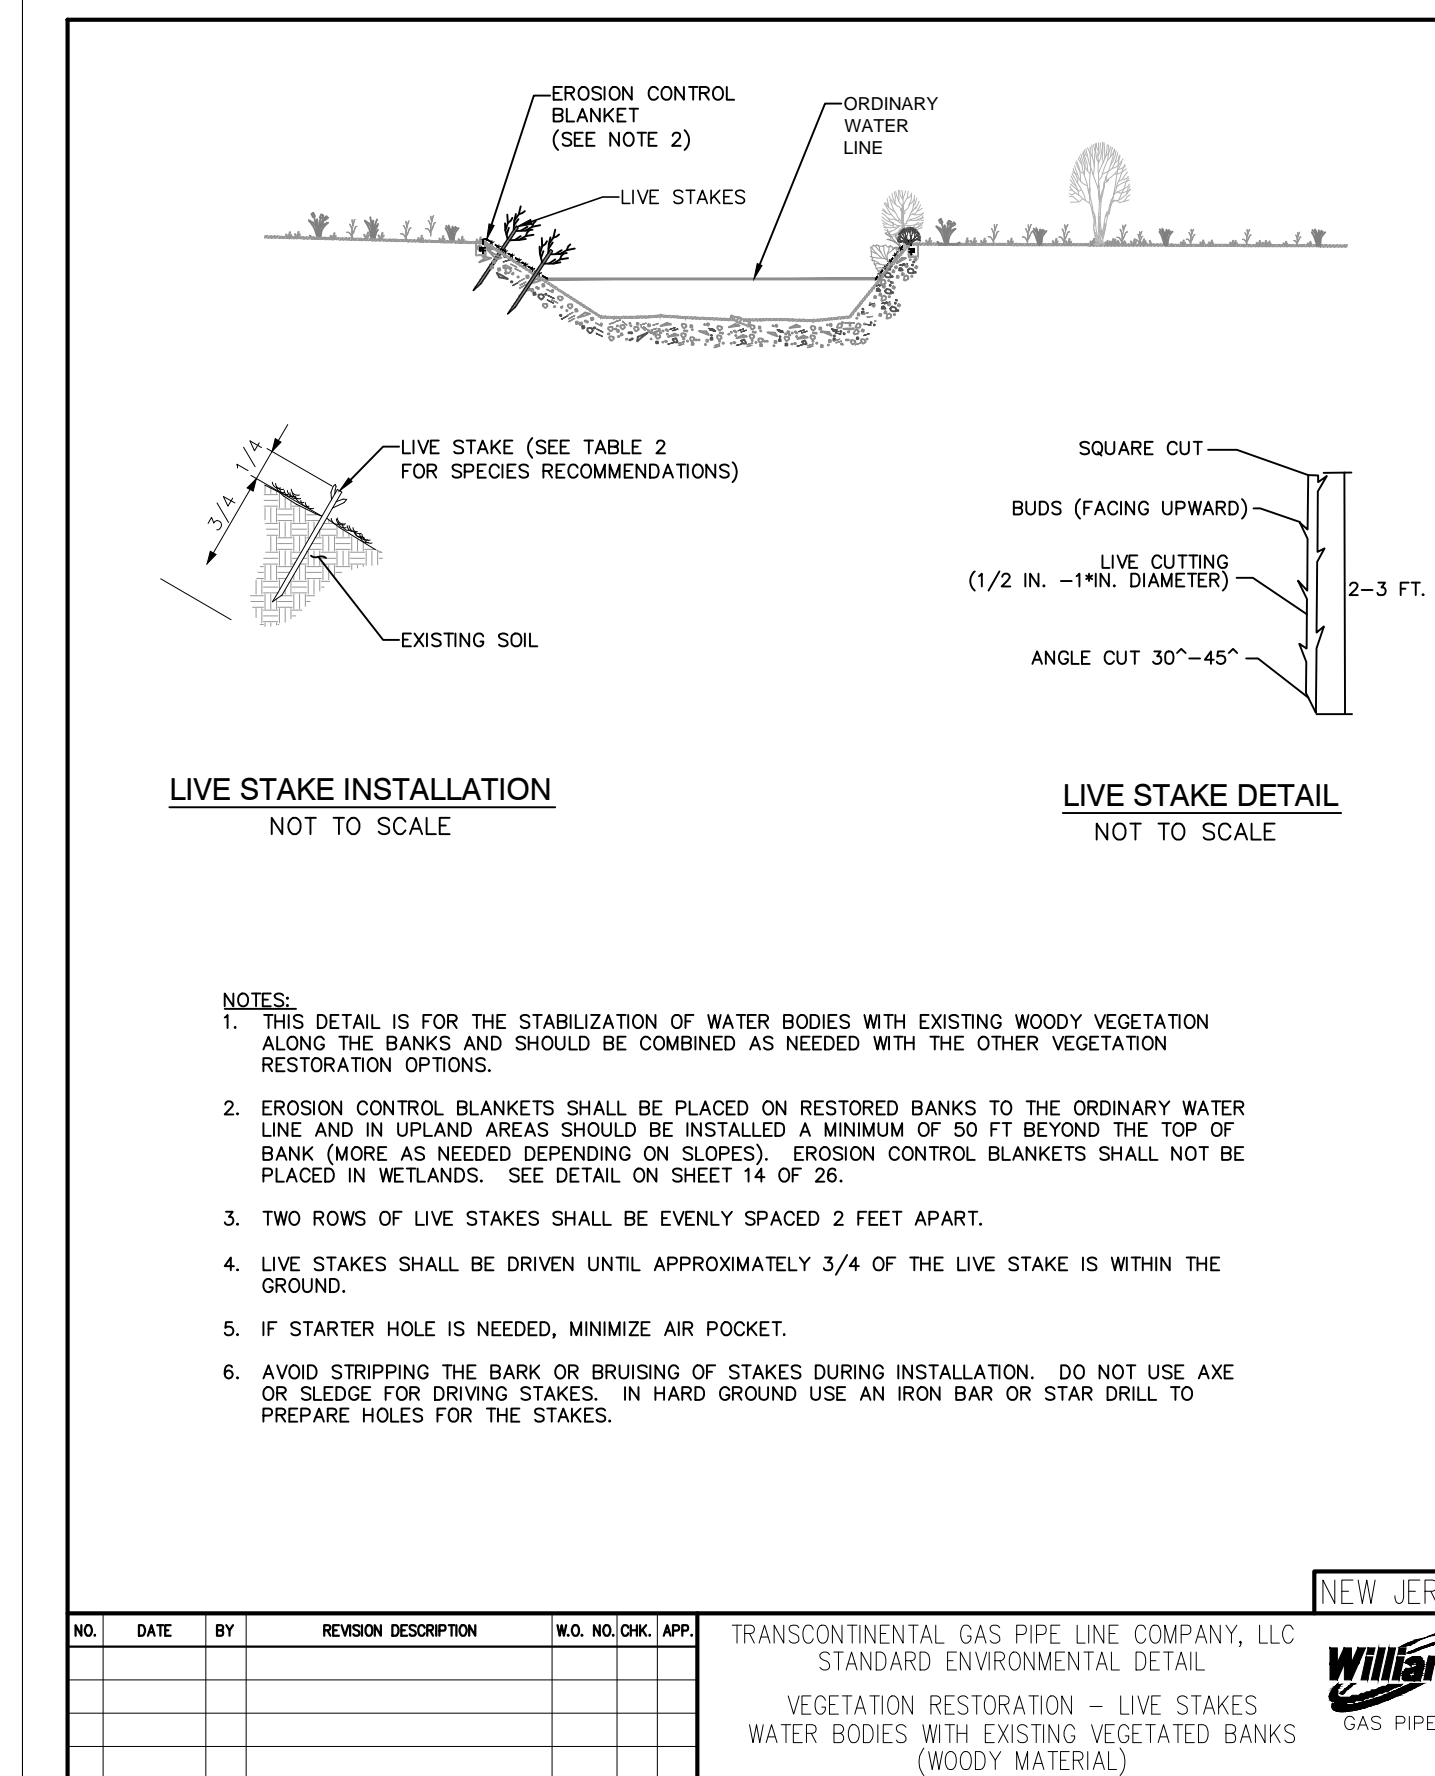 EROSION CONTROL
BLANKET
(SEE NOTE 2)
ORDINARY
WATER
LINE
LIVE STAKES
1/4
3/4
LIVE STAKE (SEE TABLE 2
FOR SPECIES RECOMMENDATIONS)
EXISTING SOIL
SQUARE CUT
BUDS (FACING UPWARD)
LIVE CUTTING
(1/2 IN. -1*IN. DIAMETER)
2-3 FT.
ANGLE CUT 30^-45^
LIVE STAKE INSTALLATION
NOT TO SCALE
LIVE STAKE DETAIL
NOT TO SCALE
NOTES:
1. THIS DETAIL IS FOR THE STABILIZATION OF WATER BODIES WITH EXISTING WOODY VEGETATION
ALONG THE BANKS AND SHOULD BE COMBINED AS NEEDED WITH THE OTHER VEGETATION
RESTORATION OPTIONS.
2. EROSION CONTROL BLANKETS SHALL BE PLACED ON RESTORED BANKS TO THE ORDINARY WATER
LINE AND IN UPLAND AREAS SHOULD BE INSTALLED A MINIMUM OF 50 FT BEYOND THE TOP OF
BANK (MORE AS NEEDED DEPENDING ON SLOPES). EROSION CONTROL BLANKETS SHALL NOT BE
PLACED IN WETLANDS. SEE DETAIL ON SHEET 14 OF 26.
3. TWO ROWS OF LIVE STAKES SHALL BE EVENLY SPACED 2 FEET APART.
4. LIVE STAKES SHALL BE DRIVEN UNTIL APPROXIMATELY 3/4 OF THE LIVE STAKE IS WITHIN THE
GROUND.
5. IF STARTER HOLE IS NEEDED, MINIMIZE AIR POCKET.
6. AVOID STRIPPING THE BARK OR BRUISING OF STAKES DURING INSTALLATION. DO NOT USE AXE
OR SLEDGE FOR DRIVING STAKES. IN HARD GROUND USE AN IRON BAR OR STAR DRILL TO
PREPARE HOLES FOR THE STAKES.
NEW JER
NO. DATE BY REVISION DESCRIPTION W.O. NO. CHK. APP.
TRANSCONTINENTAL GAS PIPE LINE COMPANY, LLC
STANDARD ENVIRONMENTAL DETAIL
VEGETATION RESTORATION - LIVE STAKES
WATER BODIES WITH EXISTING VEGETATED BANKS
(WOODY MATERIAL)
William
GAS PIPE